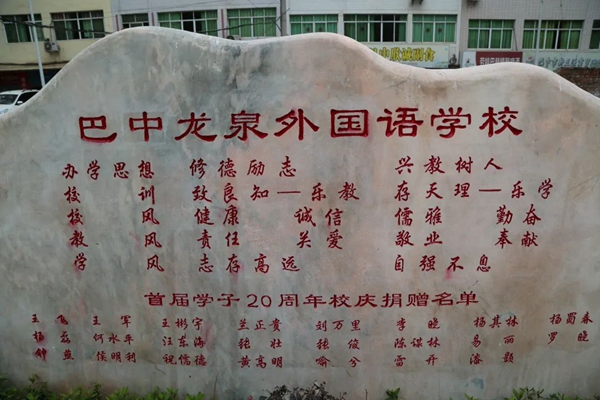 巴中龙泉外国语学校
办学思想 修德励志 兴教树人
校训 致良知—乐教 存天理—乐学
校风 健康 诚信 儒雅 勤奋
教风 责任 关爱 敬业 奉献
学风 志存高远 自强不息
首届学子20周年校庆捐赠名单
王飞 王军 王彬宇 兰正贵 刘万里 李晓 杨其林 杨蜀春
杨磊 何水平 汪东海 张壮 张俊 陈谋林 易丽 罗晓
侯明利 祝儒德 黄高明 俞兮 雷丹